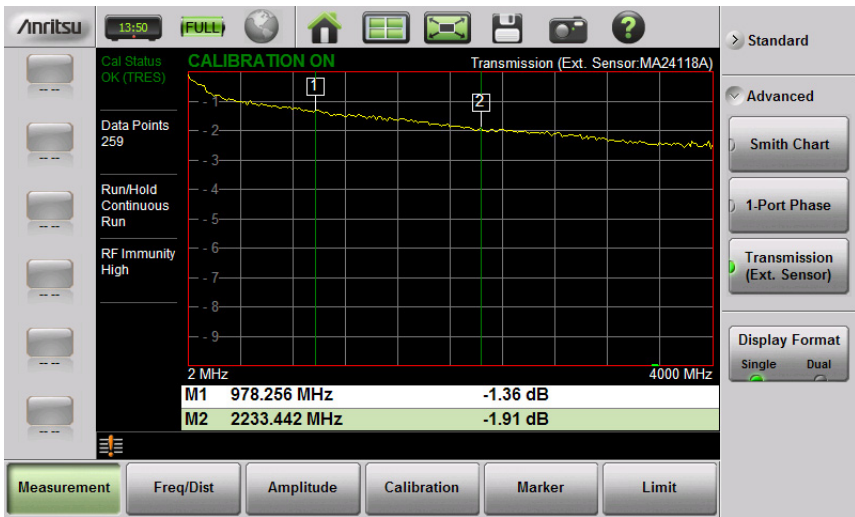 Anritsu
13:50
FULL
?
Standard
Cal Status
OK (TRES)
CALIBRATION ON
Transmission (Ext. Sensor:MA24118A)
-- --
-- --
-- --
-- --
-- --
-- --
Data Points
259
Run/Hold
Continuous
Run
RF Immunity
High
1
2
- 1
- 2
- 3
- 4
- 5
- 6
- 7
- 8
- 9
2 MHz
4000 MHz
M1 978.256 MHz -1.36 dB
M2 2233.442 MHz -1.91 dB
Advanced
Smith Chart
1-Port Phase
Transmission
(Ext. Sensor)
Display Format
Single Dual
Measurement
Freq/Dist
Amplitude
Calibration
Marker
Limit